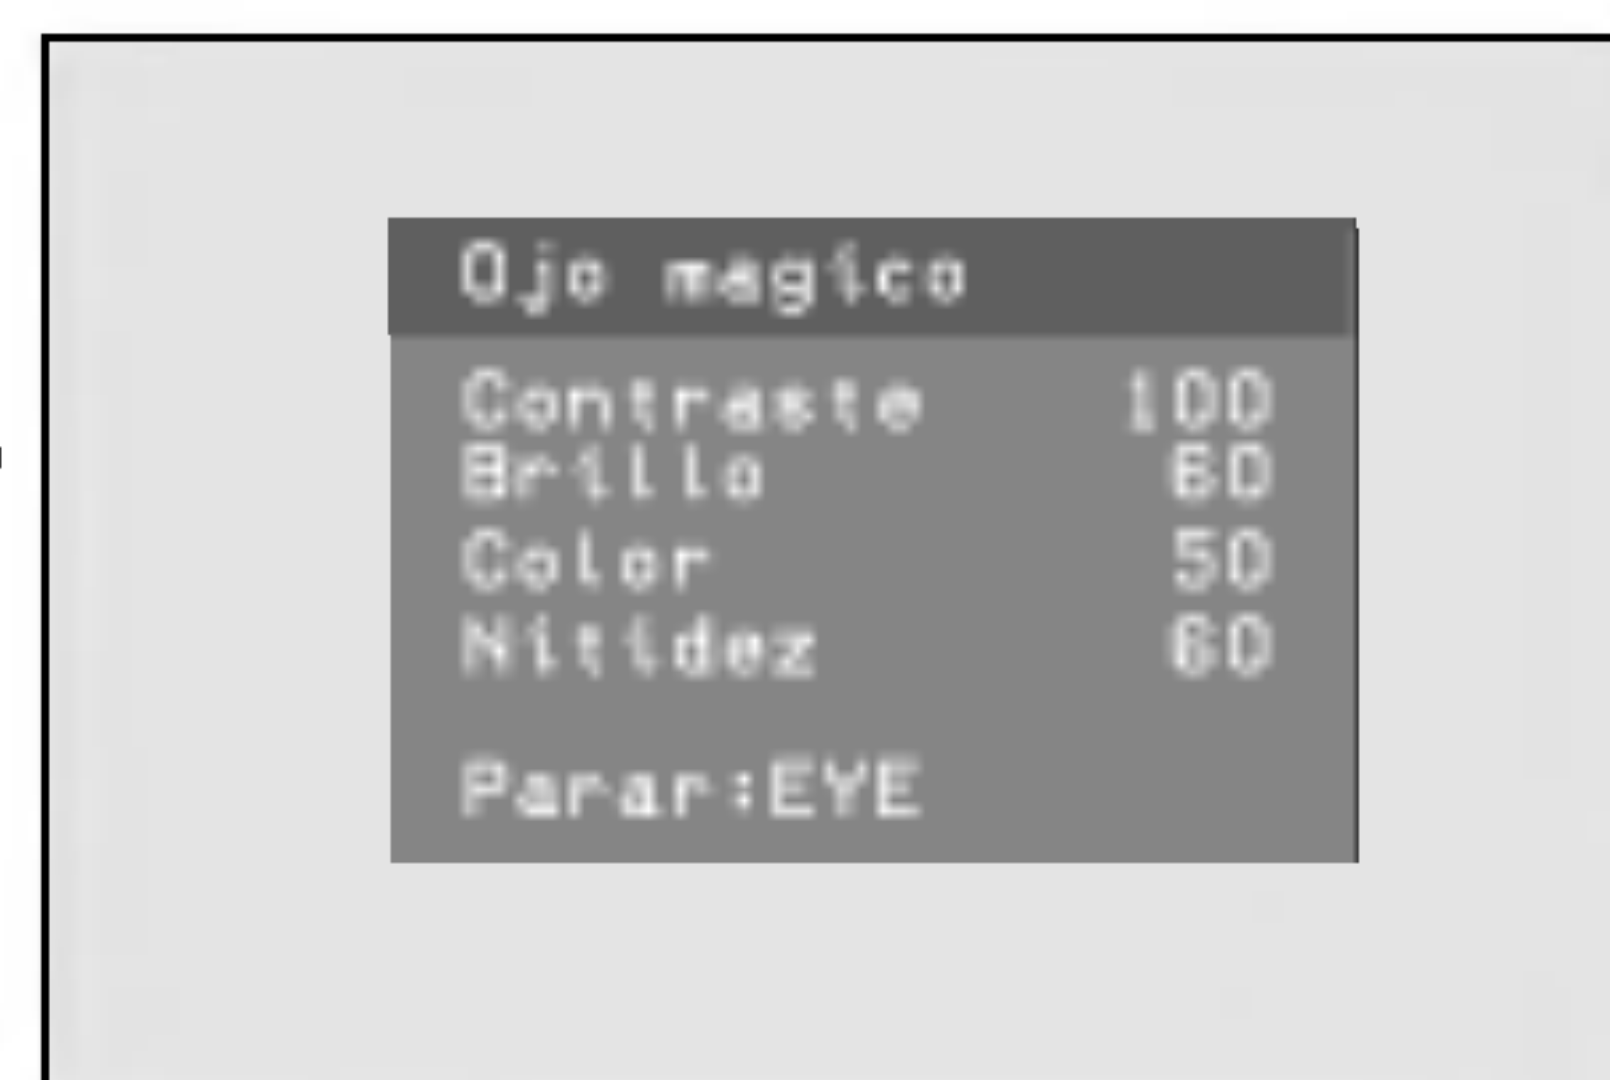 Ojo magico
Contraste 100
Brillo 60
Color 50
Nitidez 60
Parar:EYE